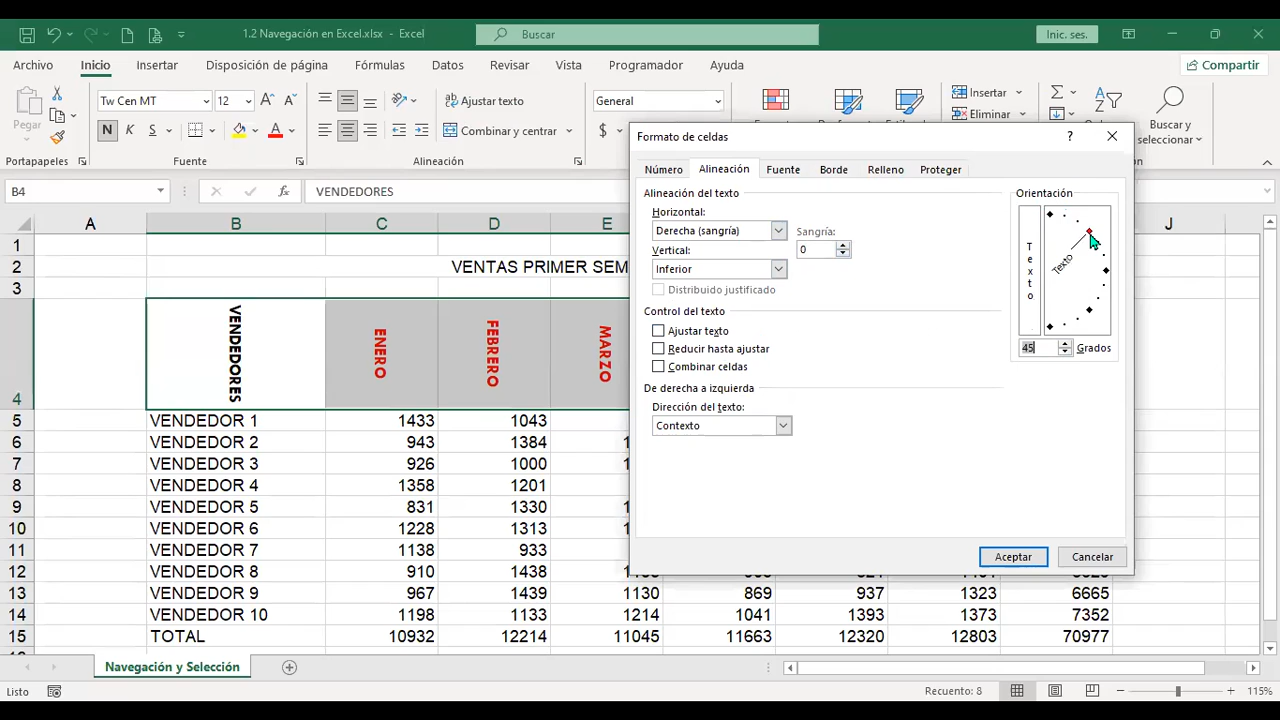 1.2 Navegación en Excel.xlsx - Excel
Buscar
Inic. ses.
Archivo Inicio Insertar Disposición de página Fórmulas Datos Revisar Vista Programador Ayuda
Compartir
Pegar
Tw Cen MT 12
Ajustar texto
General
Insertar
Eliminar
N K S
Combinar y centrar
$
Buscar y
seleccionar
Portapapeles Fuente Alineación
B4 fx VENDEDORES
A B C D E J
1
2 VENTAS PRIMER SEM
3
4 VENDEDORES ENERO FEBRERO MARZO
5 VENDEDOR 1 1433 1043
6 VENDEDOR 2 943 1384 1
7 VENDEDOR 3 926 1000 1
8 VENDEDOR 4 1358 1201
9 VENDEDOR 5 831 1330 1
10 VENDEDOR 6 1228 1313 1
11 VENDEDOR 7 1138 933
12 VENDEDOR 8 910 1438
13 VENDEDOR 9 967 1439 1130 869 937 1323 6665
14 VENDEDOR 10 1198 1133 1214 1041 1393 1373 7352
15 TOTAL 10932 12214 11045 11663 12320 12803 70977
Formato de celdas
?
Número Alineación Fuente Borde Relleno Proteger
Alineación del texto
Horizontal:
Derecha (sangría)
Sangría:
0
Vertical:
Inferior
Distribuido justificado
Control del texto
Ajustar texto
Reducir hasta ajustar
Combinar celdas
De derecha a izquierda
Dirección del texto:
Contexto
Orientación
Texto
Texto
45 Grados
Aceptar Cancelar
Navegación y Selección
Listo
Recuento: 8
115%